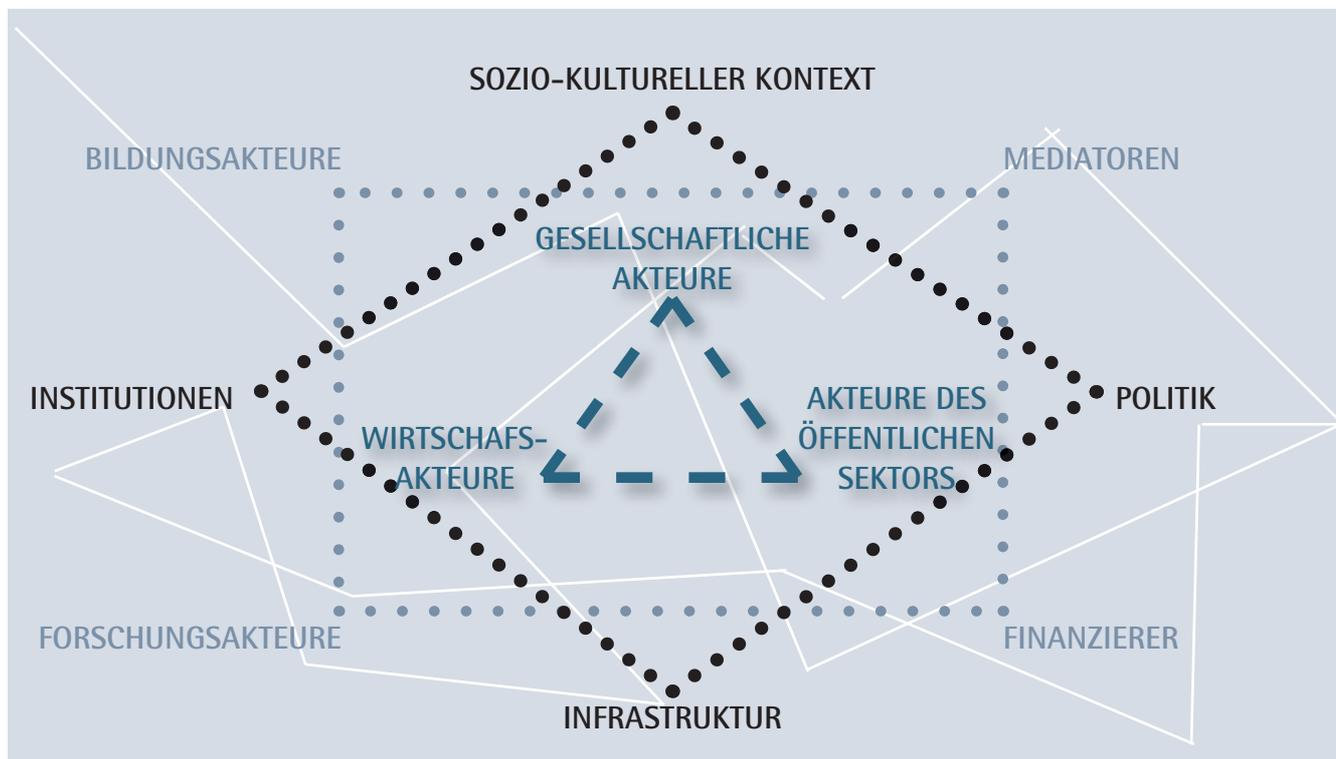 SOZIO-KULTURELLER KONTEXT
BILDUNGSAKTEURE
MEDIATOREN
GESELLSCHAFTLICHE
AKTEURE
INSTITUTIONEN
AKTEURE DES
ÖFFENTLICHEN
SEKTORS
POLITIK
WIRTSCHAFS-
AKTEURE
FORSCHUNGSAKTEURE
FINANZIERER
INFRASTRUKTUR